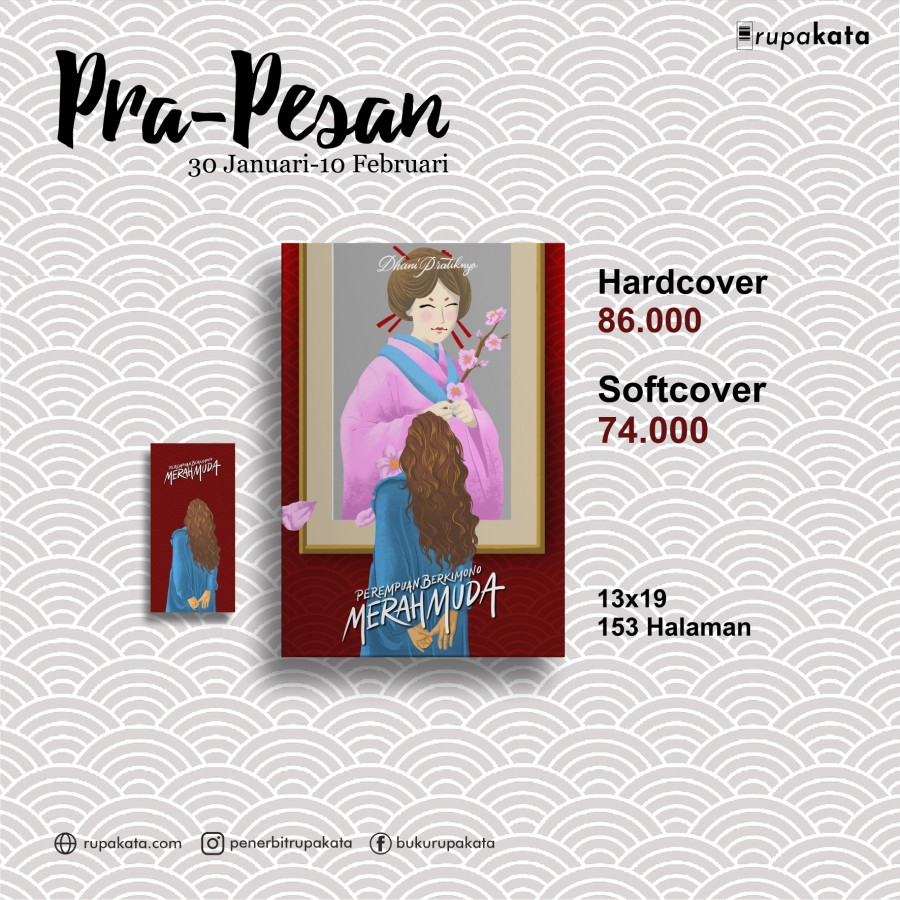 rupakata
Pra-Pesan
30 Januari-10 Februari
Dhani Pratiknyo
PEREMPUAN BERKIMONO
MERAH MUDA
PEREMPUAN BERKIMONO
MERAH MUDA
Hardcover
86.000
Softcover
74.000
13x19
153 Halaman
rupakata.com penerbitrupakata bukurupakata